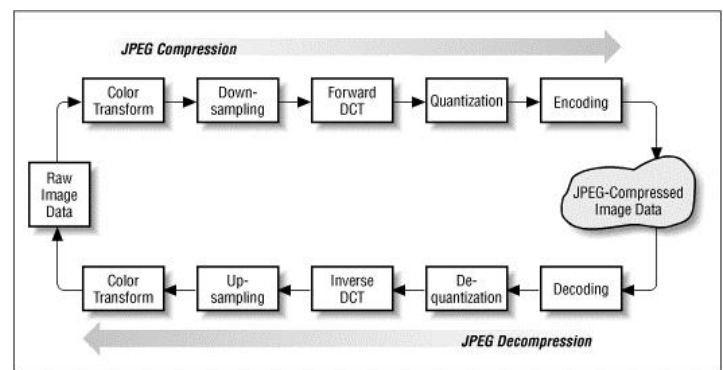 JPEG Compression
Color
Transform
Down-
sampling
Forward
DCT
Quantization
Encoding
Raw
Image
Data
JPEG-Compressed
Image Data
Color
Transform
Up-
sampling
Inverse
DCT
De-
quantization
Decoding
JPEG Decompression